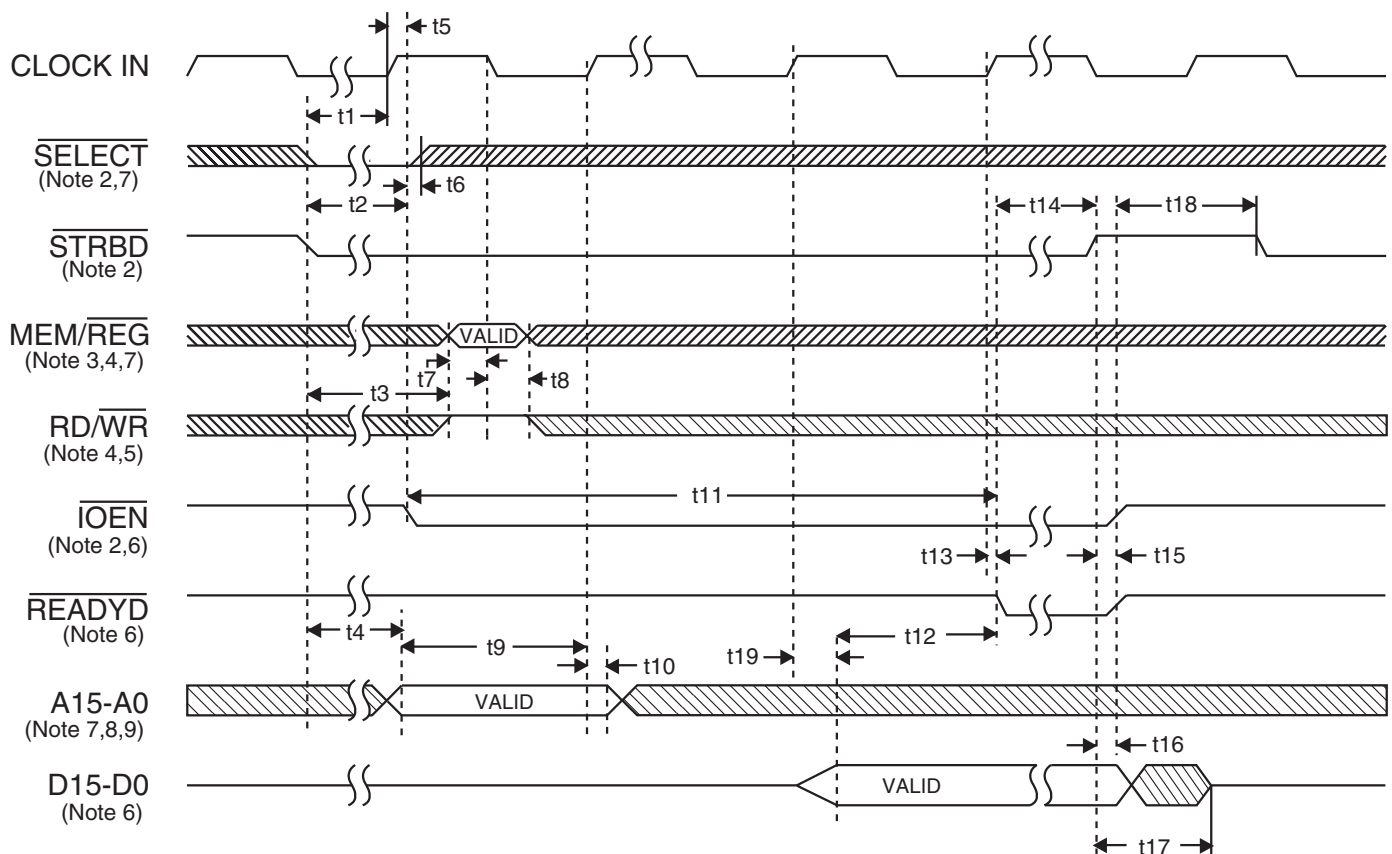 t5
CLOCK IN
t1
SELECT
(Note 2,7)
t6
t2
t14
t18
STRBD
(Note 2)
MEM/REG
(Note 3,4,7)
VALID
t7
t8
t3
RD/WR
(Note 4,5)
t11
IOEN
(Note 2,6)
t13
t15
READYD
(Note 6)
t4
t9
t12
t19
t10
A15-A0
(Note 7,8,9)
VALID
t16
D15-D0
(Note 6)
VALID
t17